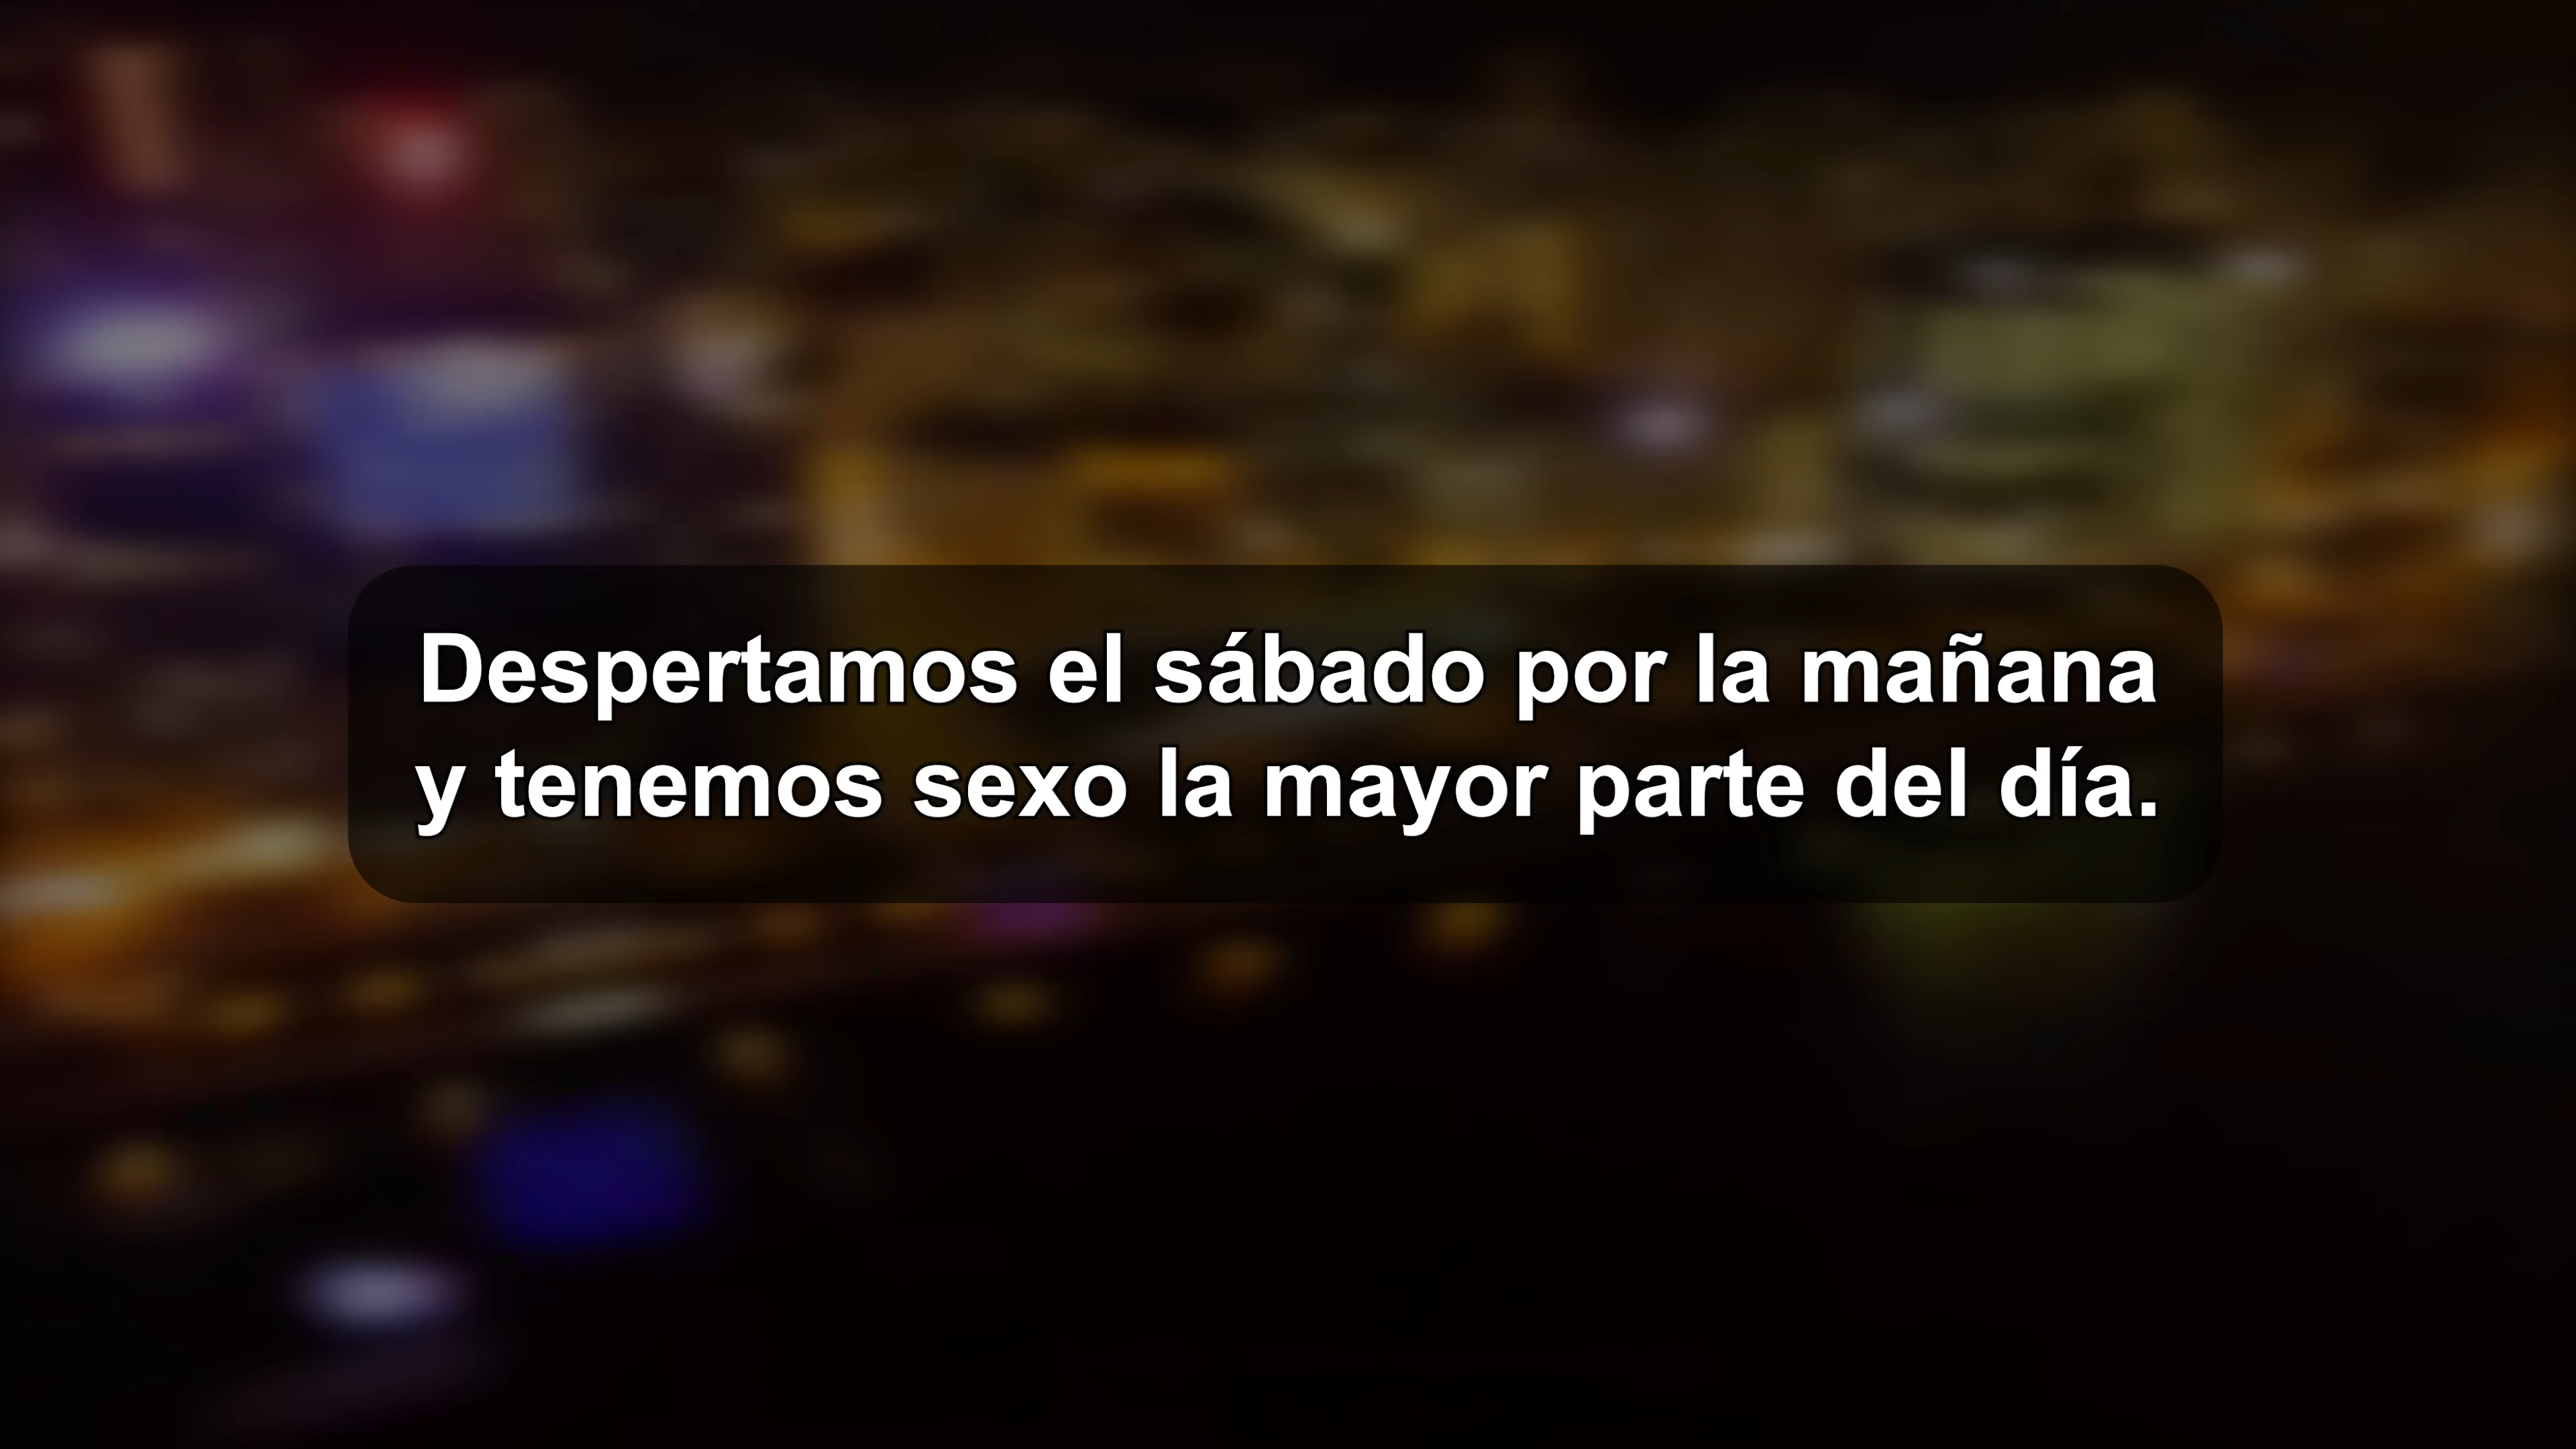 Despertamos el sábado por la mañana
y tenemos sexo la mayor parte del día.